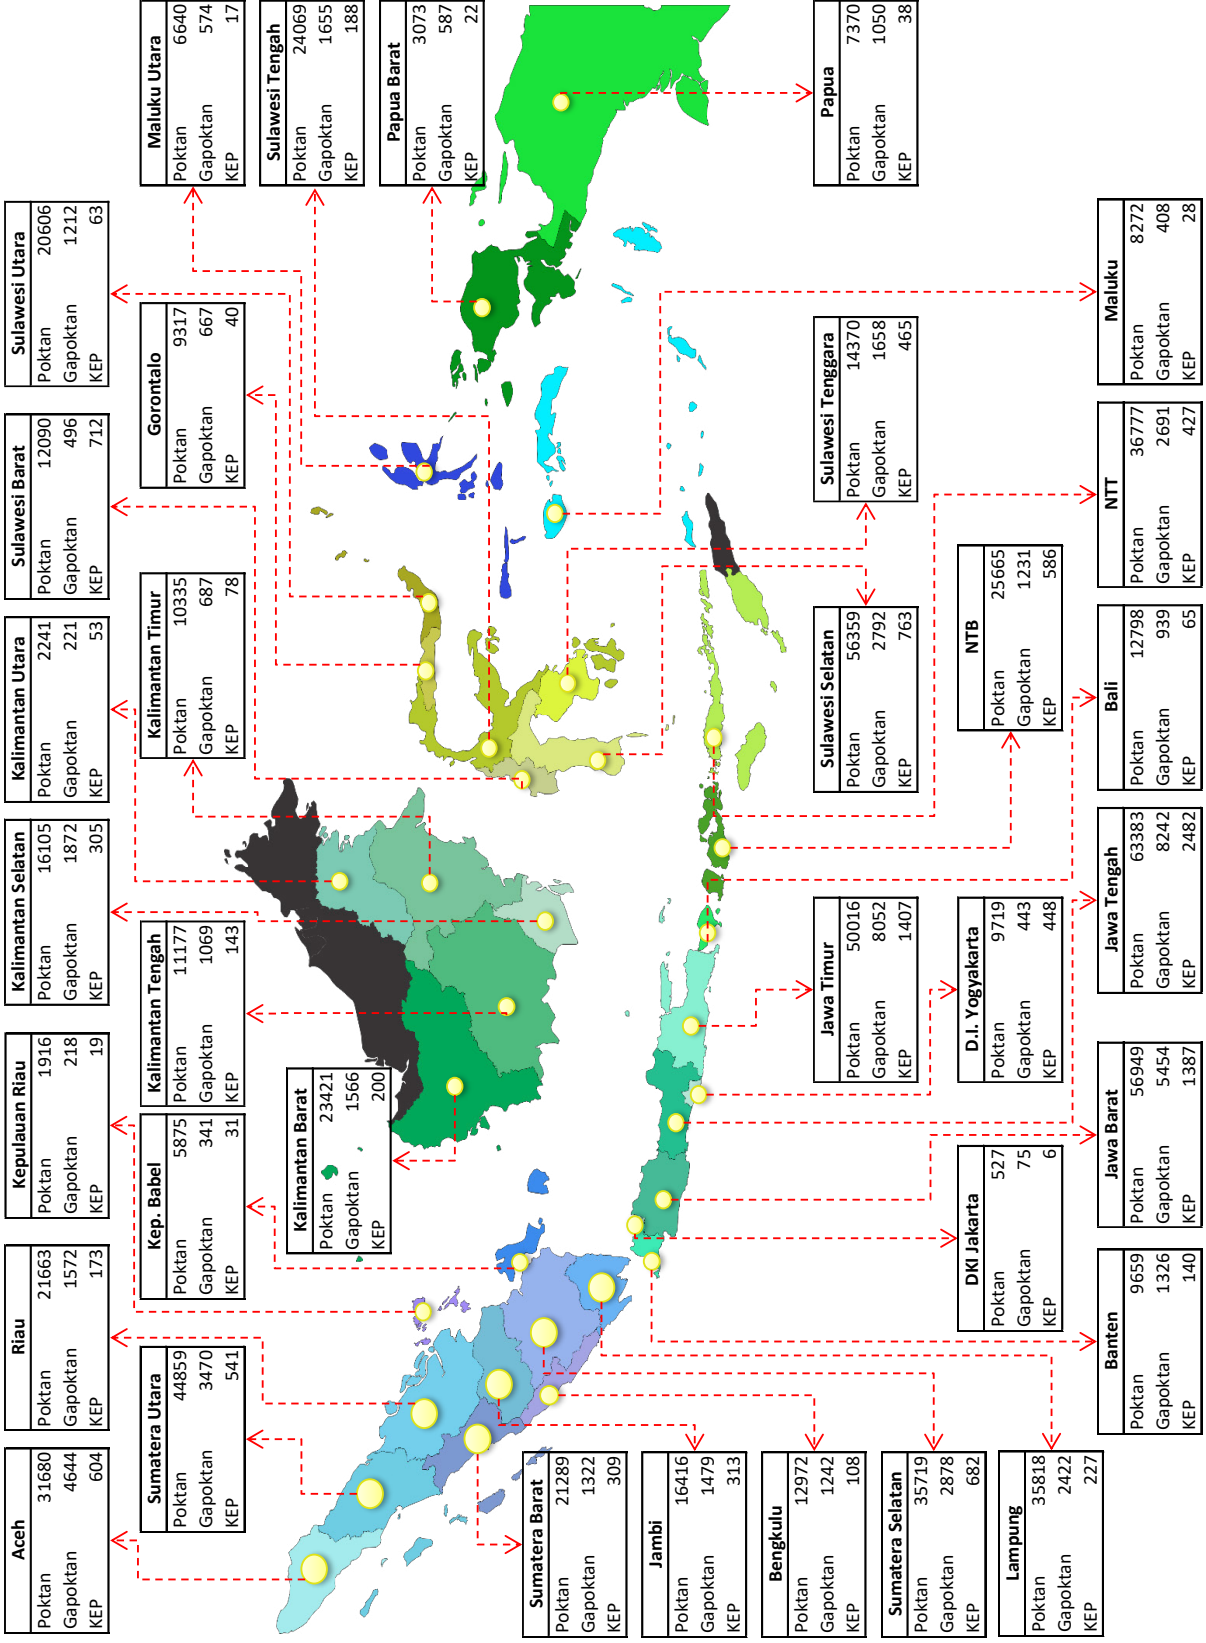 Aceh
Poktan 31680
Gapoktan 4644
KEP 604
Riau
Poktan 21663
Gapoktan 1572
KEP 173
Kepulauan Riau
Poktan 1916
Gapoktan 218
KEP 19
Kalimantan Selatan
Poktan 16105
Gapoktan 1872
KEP 305
Kalimantan Utara
Poktan 2241
Gapoktan 221
KEP 53
Sulawesi Barat
Poktan 12090
Gapoktan 496
KEP 712
Sulawesi Utara
Poktan 20606
Gapoktan 1212
KEP 63
Sumatera Utara
Poktan 44859
Gapoktan 3470
KEP 541
Kep. Babel
Poktan 5875
Gapoktan 341
KEP 31
Kalimantan Tengah
Poktan 11177
Gapoktan 1069
KEP 143
Kalimantan Timur
Poktan 10335
Gapoktan 687
KEP 78
Gorontalo
Poktan 9317
Gapoktan 667
KEP 40
Maluku Utara
Poktan 6640
Gapoktan 574
KEP 17
Sulawesi Tengah
Poktan 24069
Gapoktan 1655
KEP 188
Kalimantan Barat
Poktan 23421
Gapoktan 1566
KEP 200
Papua Barat
Poktan 3073
Gapoktan 587
KEP 22
Sumatera Barat
Poktan 21289
Gapoktan 1322
KEP 309
Jambi
Poktan 16416
Gapoktan 1479
KEP 313
Bengkulu
Poktan 12972
Gapoktan 1242
KEP 108
Jawa Timur
Poktan 50016
Gapoktan 8052
KEP 1407
Sulawesi Selatan
Poktan 56359
Gapoktan 2792
KEP 763
Sulawesi Tenggara
Poktan 14370
Gapoktan 1658
KEP 465
Papua
Poktan 7370
Gapoktan 1050
KEP 38
Sumatera Selatan
Poktan 35719
Gapoktan 2878
KEP 682
DKI Jakarta
Poktan 527
Gapoktan 75
KEP 6
D.I. Yogyakarta
Poktan 9719
Gapoktan 443
KEP 448
NTB
Poktan 25665
Gapoktan 1231
KEP 586
Lampung
Poktan 35818
Gapoktan 2422
KEP 227
Banten
Poktan 9659
Gapoktan 1326
KEP 140
Jawa Barat
Poktan 56949
Gapoktan 5454
KEP 1387
Jawa Tengah
Poktan 63383
Gapoktan 8242
KEP 2482
Bali
Poktan 12798
Gapoktan 939
KEP 65
NTT
Poktan 36777
Gapoktan 2691
KEP 427
Maluku
Poktan 8272
Gapoktan 408
KEP 28